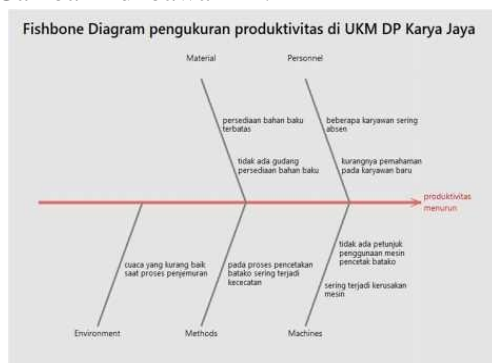 Fishbone Diagram pengukuran produktivitas di UKM DP Karya Jaya
Material
Personnel
persediaan bahan baku
terbatas
beberapa karyawan sering
absen
tidak ada gudang
persediaan bahan baku
kurangnya pemahaman
pada karyawan baru
produktivitas
menurun
cuaca yang kurang baik
saat proses penjemuran
pada proses pencetakan
batako sering terjadi
kececatan
tidak ada petunjuk
penggunaan mesin
pencetak batako
sering terjadi kerusakan
mesin
Environment
Methods
Machines